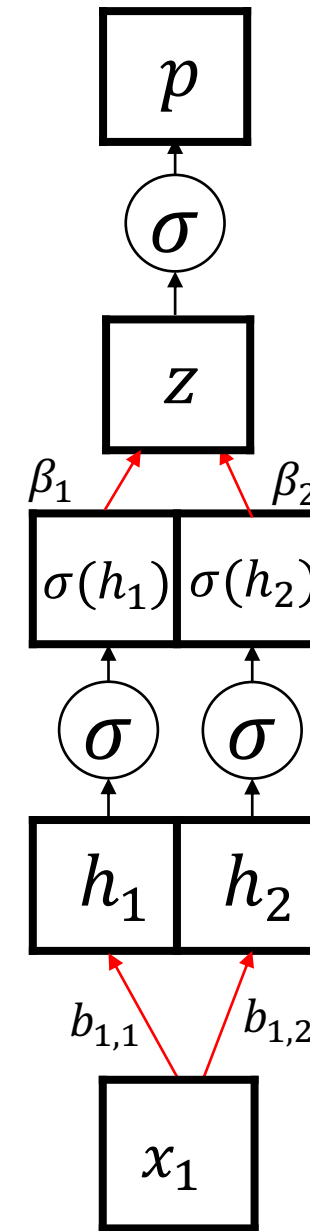 p
σ
z
β₁ β₂
σ(h₁) σ(h₂)
σ σ
h₁ h₂
b₁,₁ b₁,₂
x₁